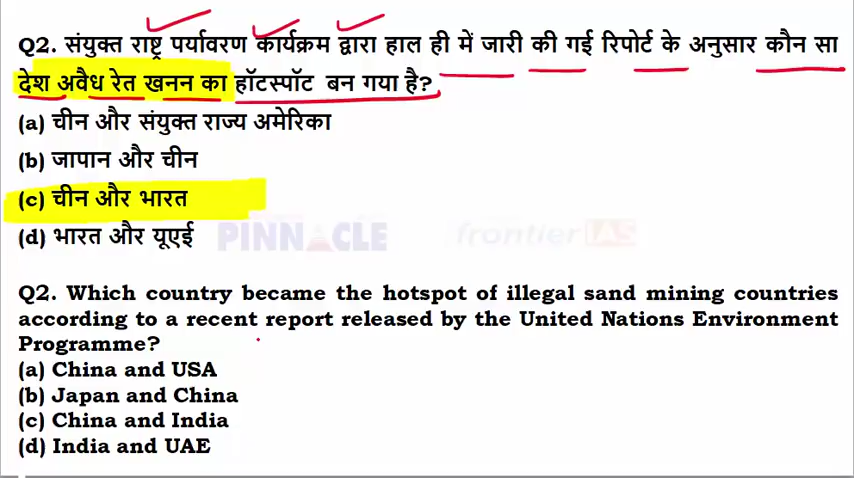 Q2. संयुक्त राष्ट्र पर्यावरण कार्यक्रम द्वारा हाल ही में जारी की गई रिपोर्ट के अनुसार कौन सा
देश अवैध रेत खनन का हॉटस्पॉट बन गया है?
(a) चीन और संयुक्त राज्य अमेरिका
(b) जापान और चीन
(c) चीन और भारत
(d) भारत और यूएई
PINNACLE frontier IAS
Q2. Which country became the hotspot of illegal sand mining countries
according to a recent report released by the United Nations Environment
Programme?
(a) China and USA
(b) Japan and China
(c) China and India
(d) India and UAE